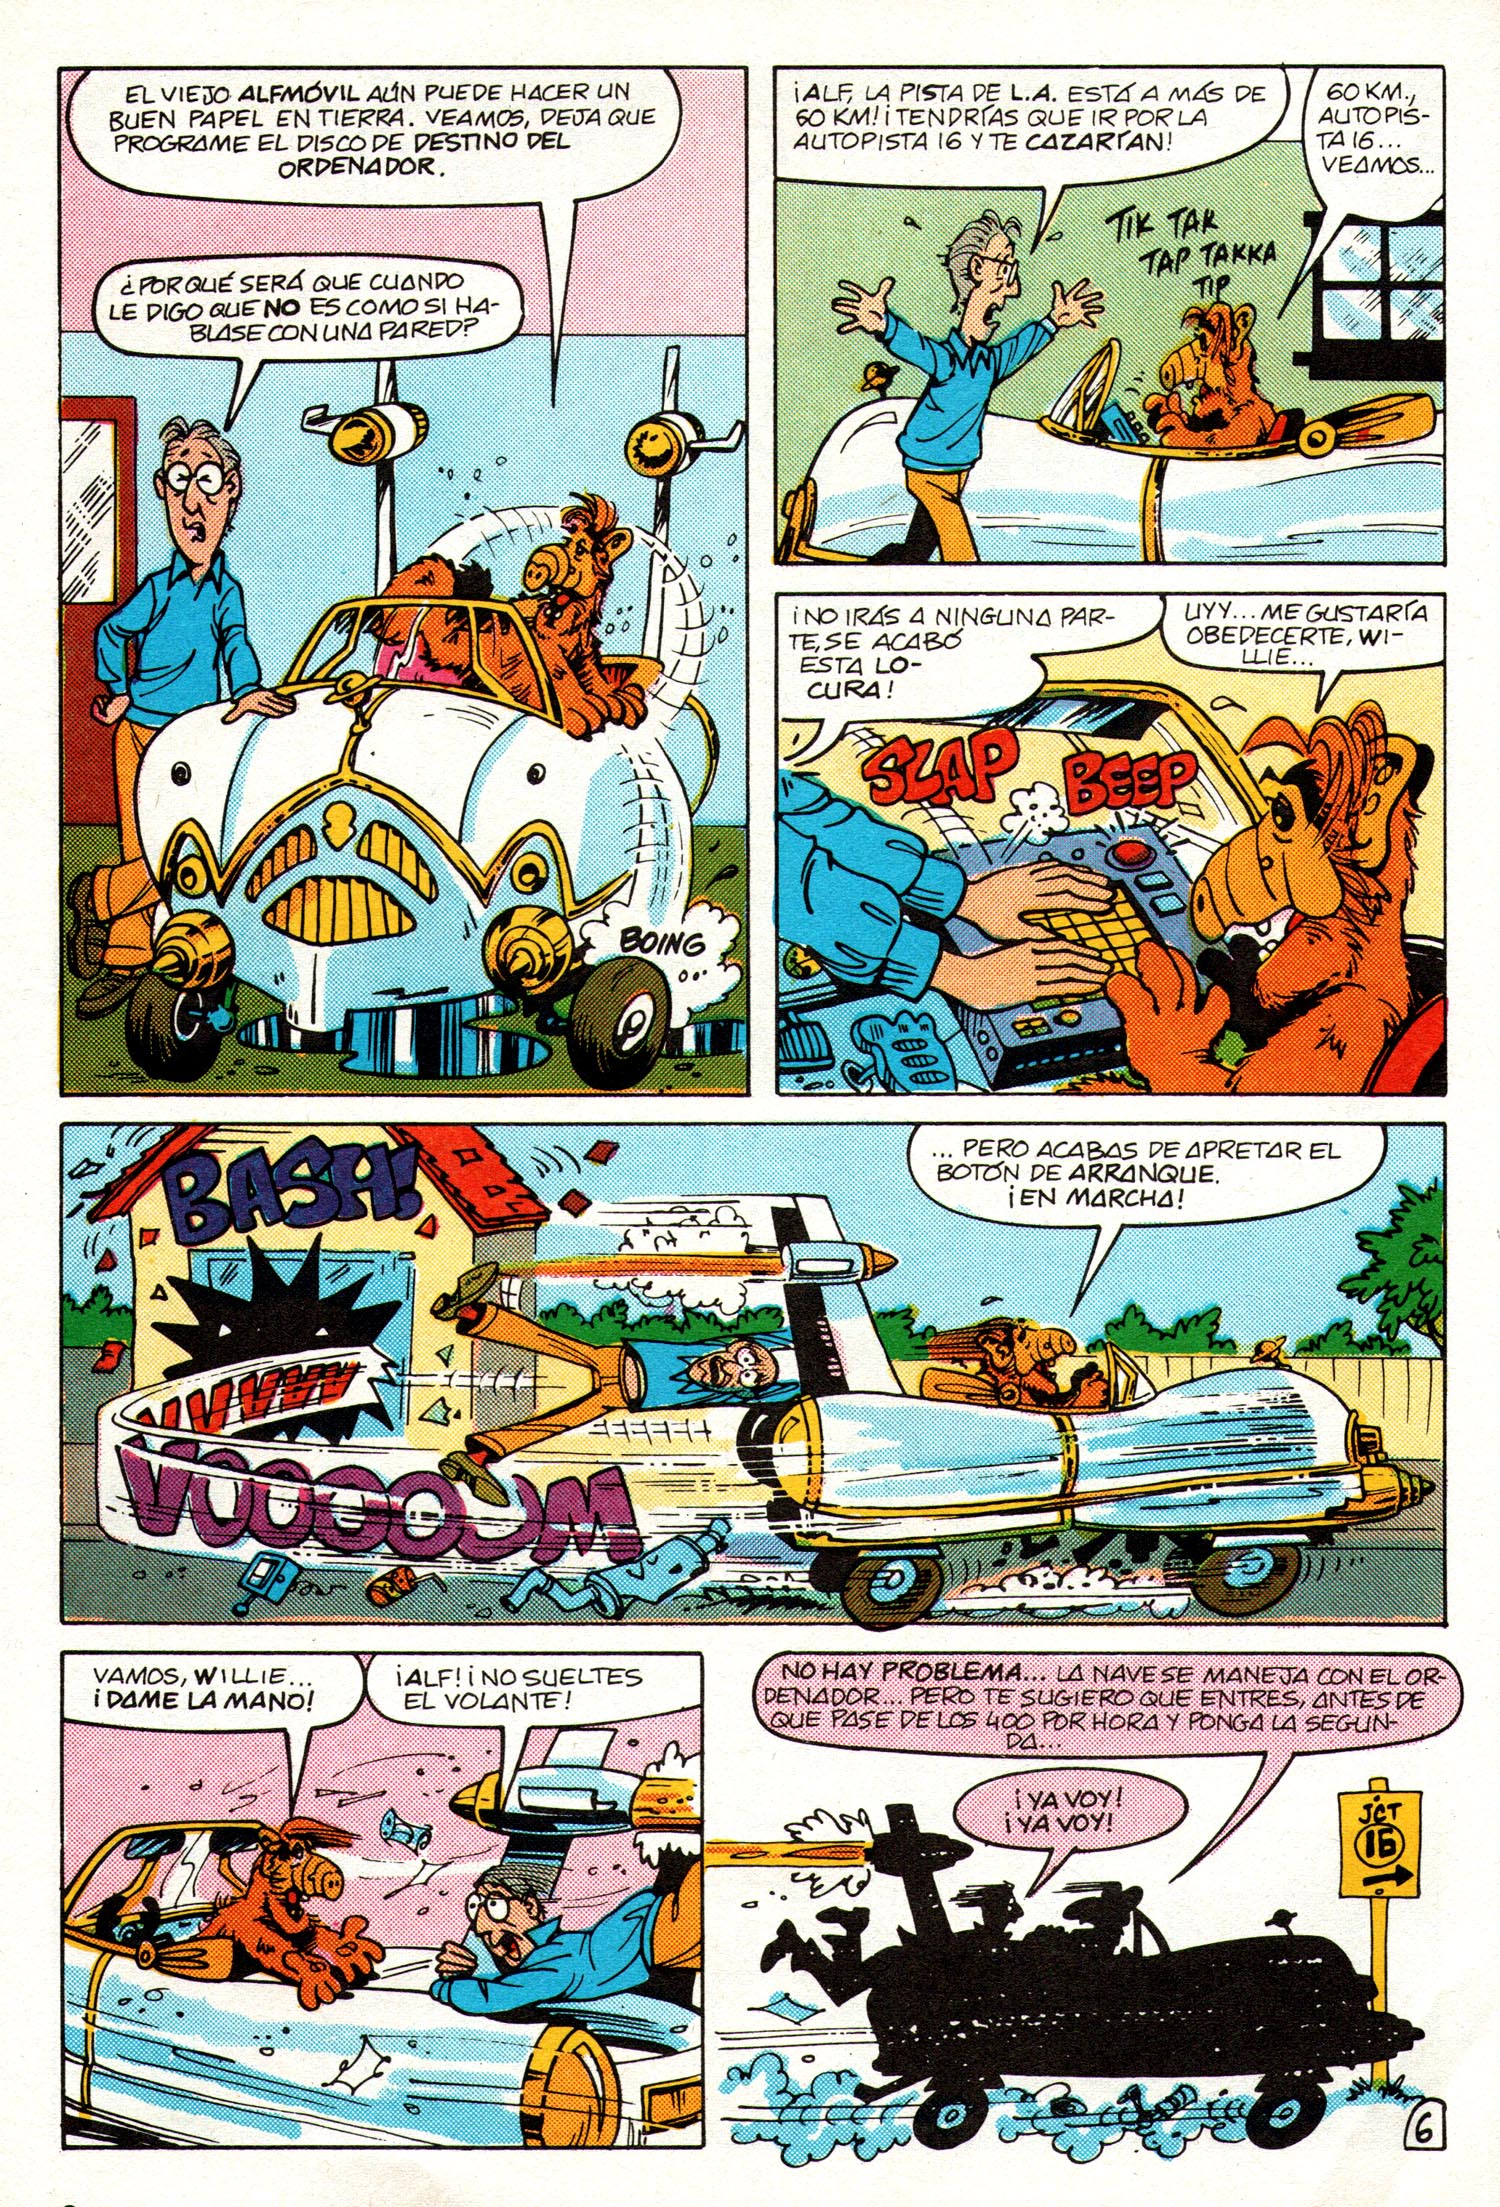 EL VIEJO ALFMÓVIL AÚN PUEDE HACER UN
BUEN PAPEL EN TIERRA. VEAMOS, DEJA QUE
PROGRAME EL DISCO DE DESTINO DEL
ORDENADOR.
¿POR QUÉ SERÁ QUE CUANDO
LE DIGO QUE NO ES COMO SI HA-
BLASE CON UNA PARED?
BOING
¡ALF, LA PISTA DE L.A. ESTÁ A MÁS DE
60 KM! ¡TENDRÍAS QUE IR POR LA
AUTOPISTA 16 Y TE CAZARÍAN!
60 KM.,
AUTOPIS-
TA 16...
VEAMOS...
TIK TAK
TAP TAKKA
TIP
¡NO IRÁS A NINGUNA PAR-
TE, SE ACABÓ
ESTA LO-
CURA!
UYY... ME GUSTARÍA
OBEDECERTE, WI-
LLIE...
SLAP
BEEP
BASH!
... PERO ACABAS DE APRETAR EL
BOTÓN DE ARRANQUE.
¡EN MARCHA!
VVVVVV
VOOOOOM
VAMOS, WILLIE...
¡DAME LA MANO!
¡ALF! ¡NO SUELTES
EL VOLANTE!
NO HAY PROBLEMA... LA NAVE SE MANEJA CON EL OR-
DENADOR... PERO TE SUGIERO QUE ENTRES, ANTES DE
QUE PASE DE LOS 400 POR HORA Y PONGA LA SEGUN-
DA...
¡YA VOY!
¡YA VOY!
JCT
16
6